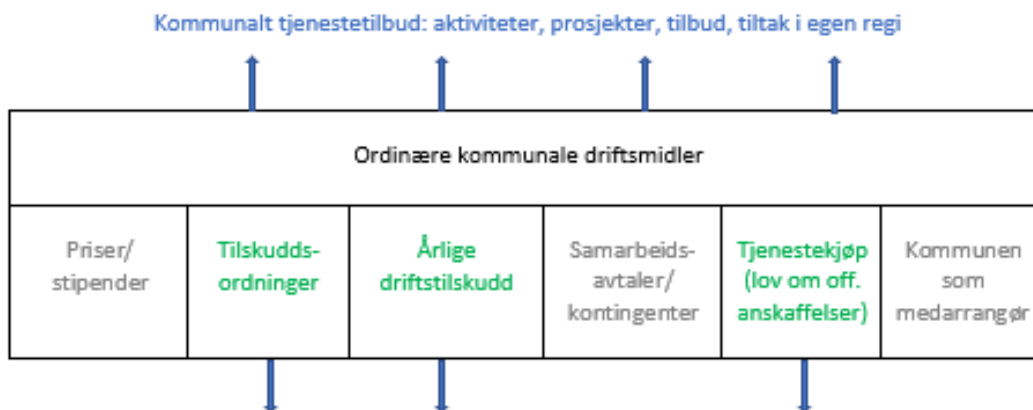 Kommunalt tjenestetilbud: aktiviteter, prosjekter, tilbud, tiltak i egen regi
Ordinære kommunale driftsmidler
Priser/
stipender
Tilskudds-
ordninger
Årlige
driftstilskudd
Samarbeids-
avtaler/
kontingenter
Tjenestekjøp
(lov om off.
anskaffelser)
Kommunen
som
medarrangør